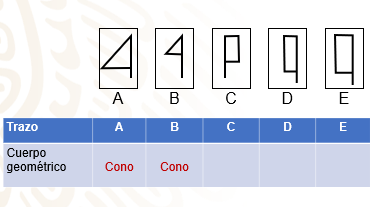 A B C D E
Trazo A B C D E
Cuerpo
geométrico Cono Cono